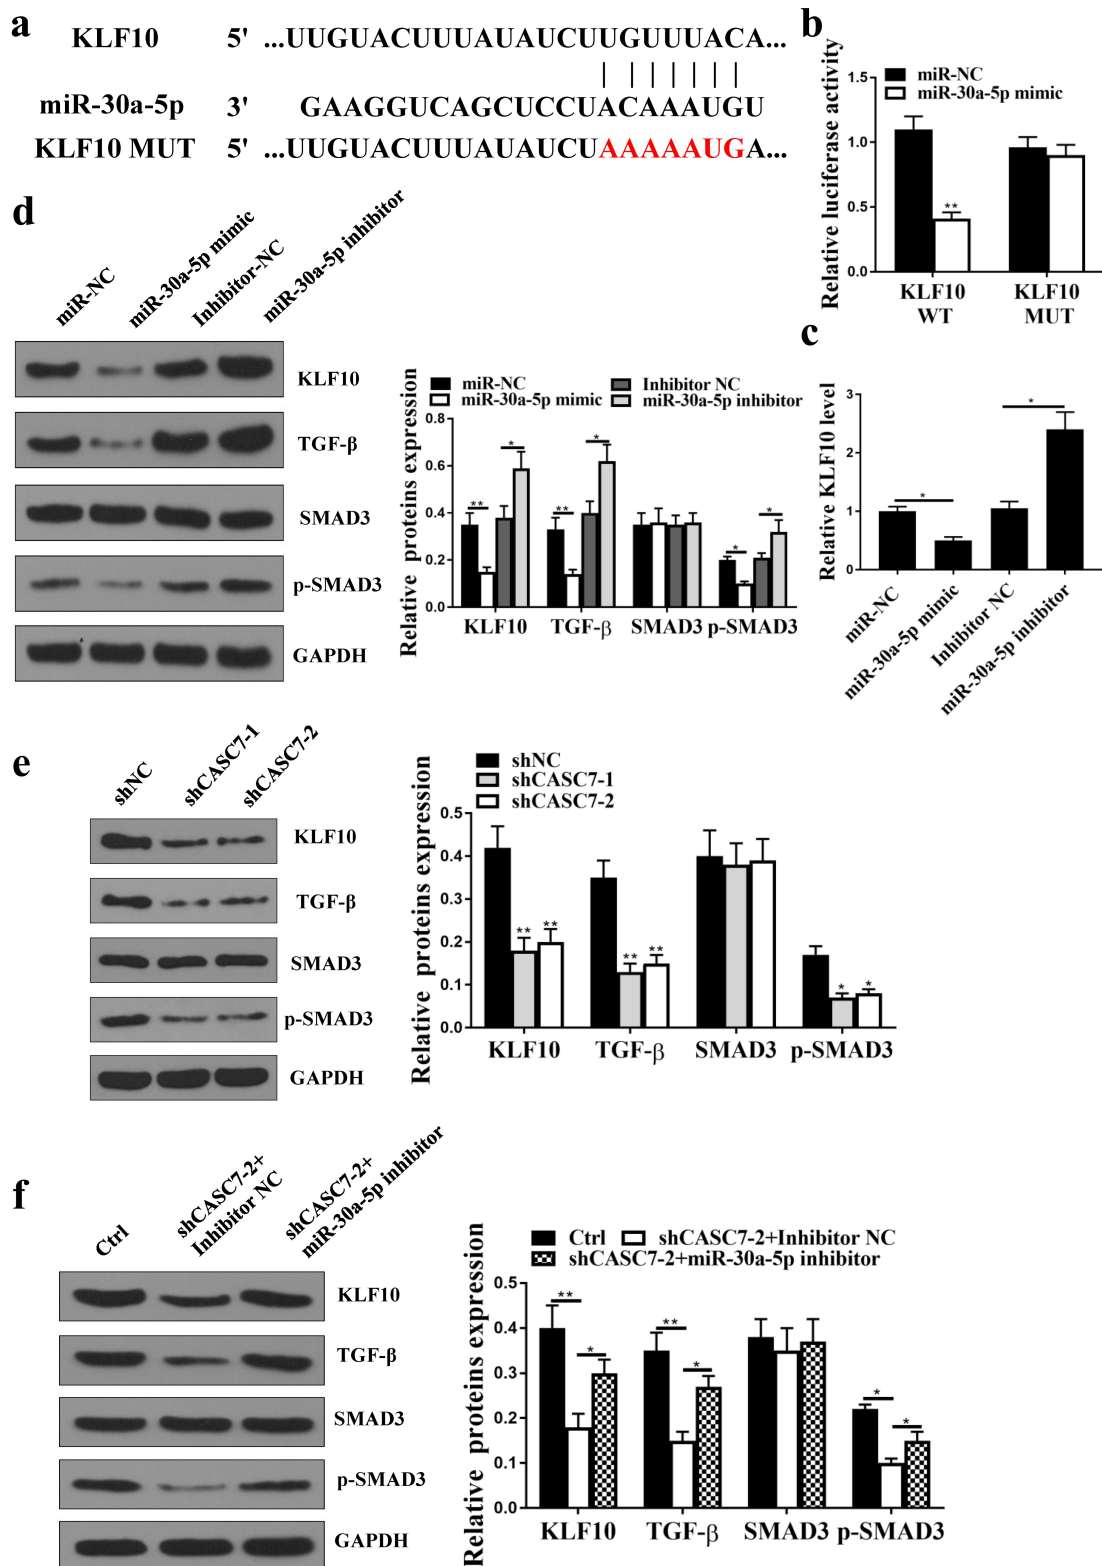 a
KLF10 5' ...UUGUACUUUAUAUCUUGUUUACA...
miR-30a-5p 3' GAAGGUCAGCUCCUACAAAUGU
KLF10 MUT 5' ...UUGUACUUUAUAUCUAAAAAUGA...
b
miR-NC
miR-30a-5p mimic
Relative luciferase activity
1.5
1.0
0.5
0.0
**
KLF10 WT
KLF10 MUT
c
Relative KLF10 level
3
2
1
0
*
*
miR-NC
miR-30a-5p mimic
Inhibitor NC
miR-30a-5p inhibitor
d
miR-NC
miR-30a-5p mimic
Inhibitor-NC
miR-30a-5p inhibitor
KLF10
TGF-β
SMAD3
p-SMAD3
GAPDH
miR-NC
Inhibitor NC
miR-30a-5p mimic
miR-30a-5p inhibitor
Relative proteins expression
0.8
0.6
0.4
0.2
0.0
**
*
**
*
*
*
KLF10 TGF-β SMAD3 p-SMAD3
e
shNC
shCASC7-1
shCASC7-2
KLF10
TGF-β
SMAD3
p-SMAD3
GAPDH
shNC
shCASC7-1
shCASC7-2
Relative proteins expression
0.5
0.4
0.3
0.2
0.1
0.0
** **
** **
* *
KLF10 TGF-β SMAD3 p-SMAD3
f
Ctrl
shCASC7-2+
Inhibitor NC
shCASC7-2+
miR-30a-5p inhibitor
KLF10
TGF-β
SMAD3
p-SMAD3
GAPDH
Ctrl shCASC7-2+Inhibitor NC
shCASC7-2+miR-30a-5p inhibitor
Relative proteins expression
0.5
0.4
0.3
0.2
0.1
0.0
**
*
**
*
*
*
KLF10 TGF-β SMAD3 p-SMAD3